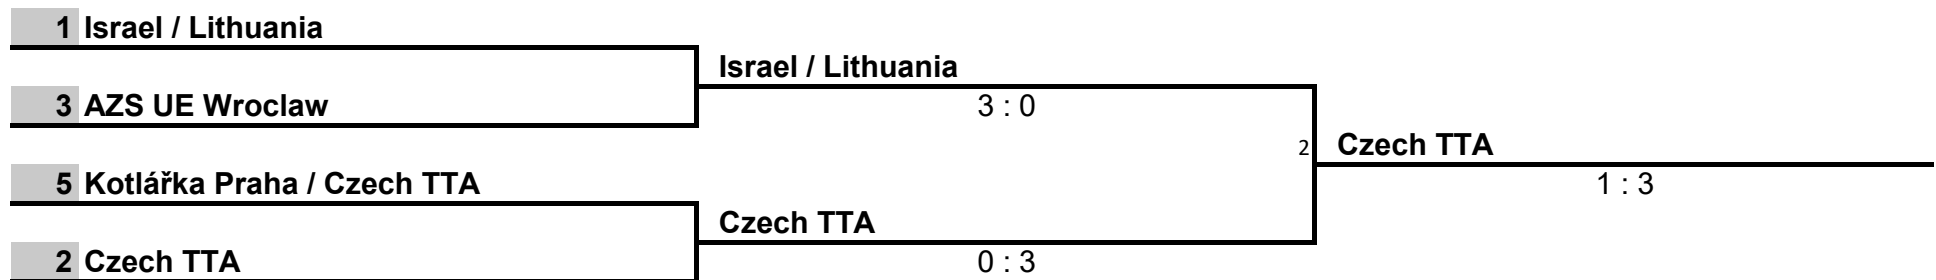 1 Israel / Lithuania
Israel / Lithuania
3 AZS UE Wroclaw
3 : 0
2 Czech TTA
5 Kotlářka Praha / Czech TTA
1 : 3
Czech TTA
2 Czech TTA
0 : 3